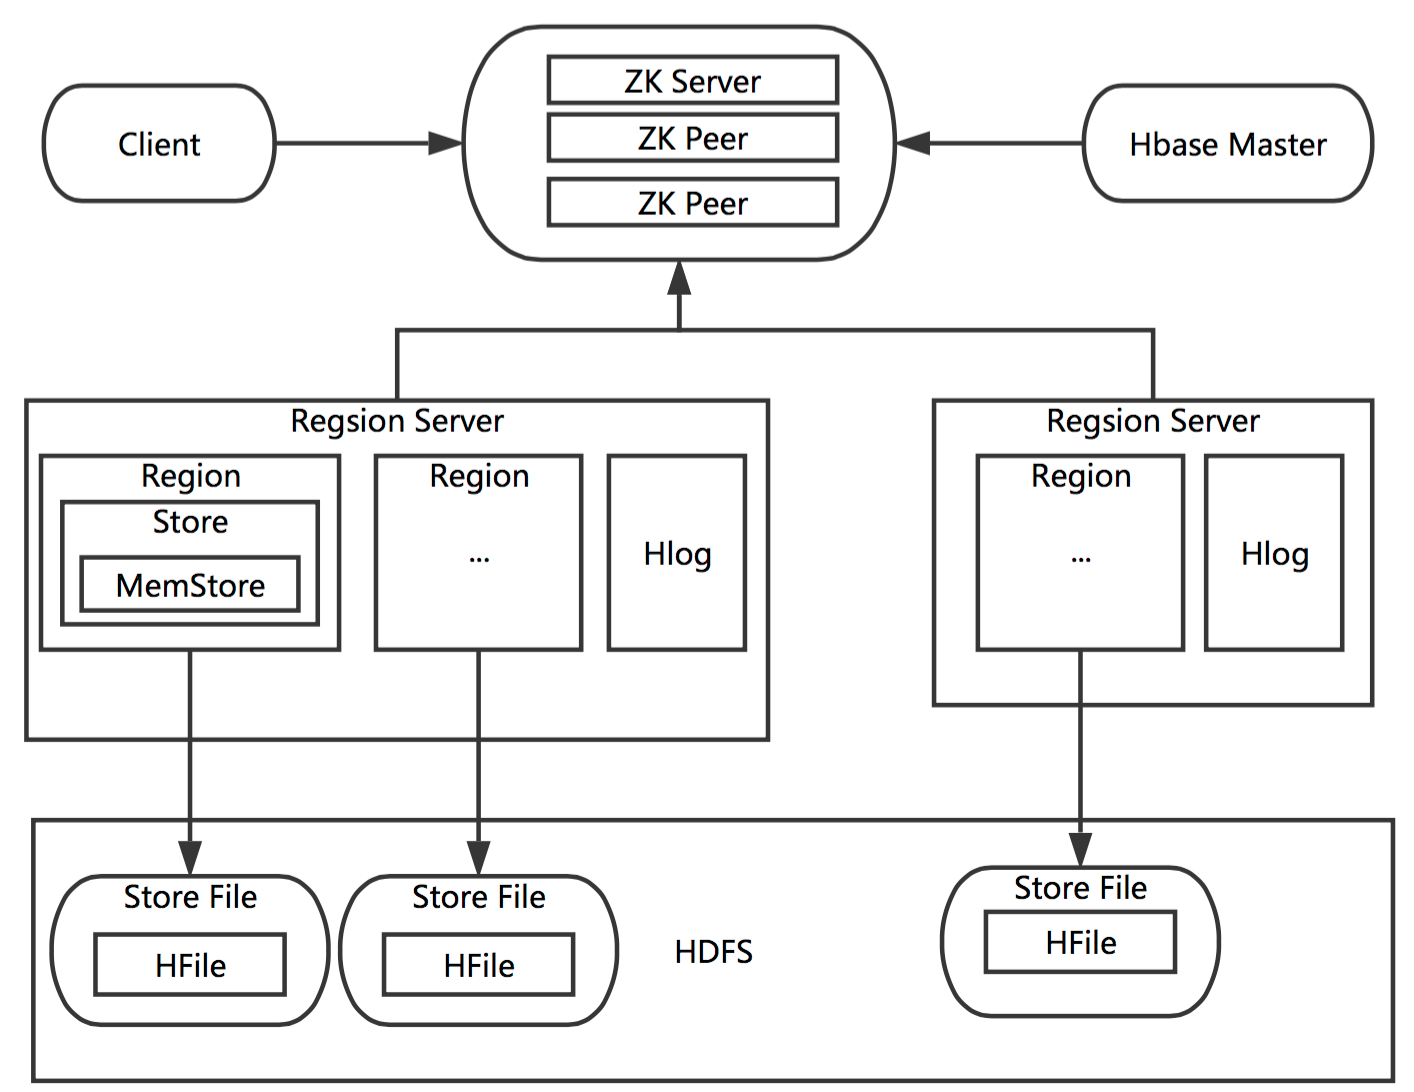 ZK Server
Client
ZK Peer
Hbase Master
ZK Peer
Regsion Server
Region
Store
MemStore
Region
...
Hlog
Regsion Server
Region
...
Hlog
Store File
HFile
Store File
HFile
HDFS
Store File
HFile